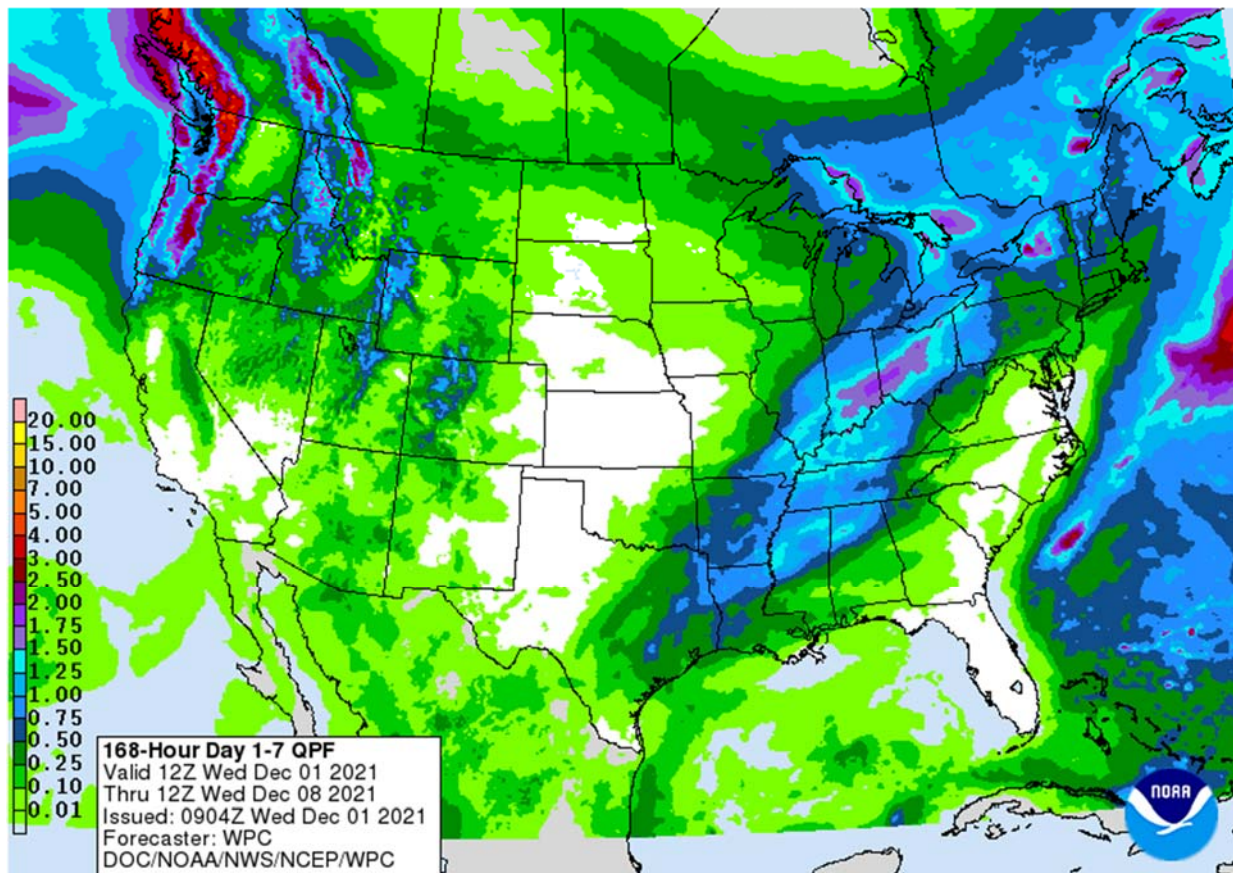 20.00
15.00
10.00
7.00
5.00
4.00
3.00
2.50
2.00
1.75
1.50
1.25
1.00
0.75
0.50
0.25
0.10
0.01
168-Hour Day 1-7 QPF
Valid 12Z Wed Dec 01 2021
Thru 12Z Wed Dec 08 2021
Issued: 0904Z Wed Dec 01 2021
Forecaster: WPC
DOC/NOAA/NWS/NCEP/WPC
NOAA